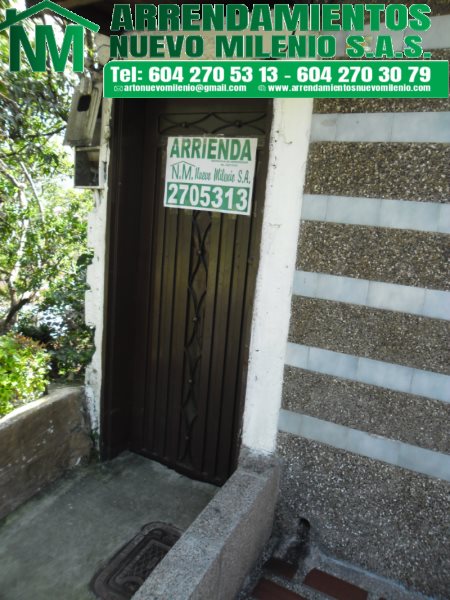 NM
ARRENDAMIENTOS
NUEVO MILENIO S.A.S.
Tel: 604 270 53 13 - 604 270 30 79
artonuevomilenio@gmail.com www.arrendamientosnuevomilenio.com
ARRIENDA
N.M. Nuevo Milenio S.A.
2705313